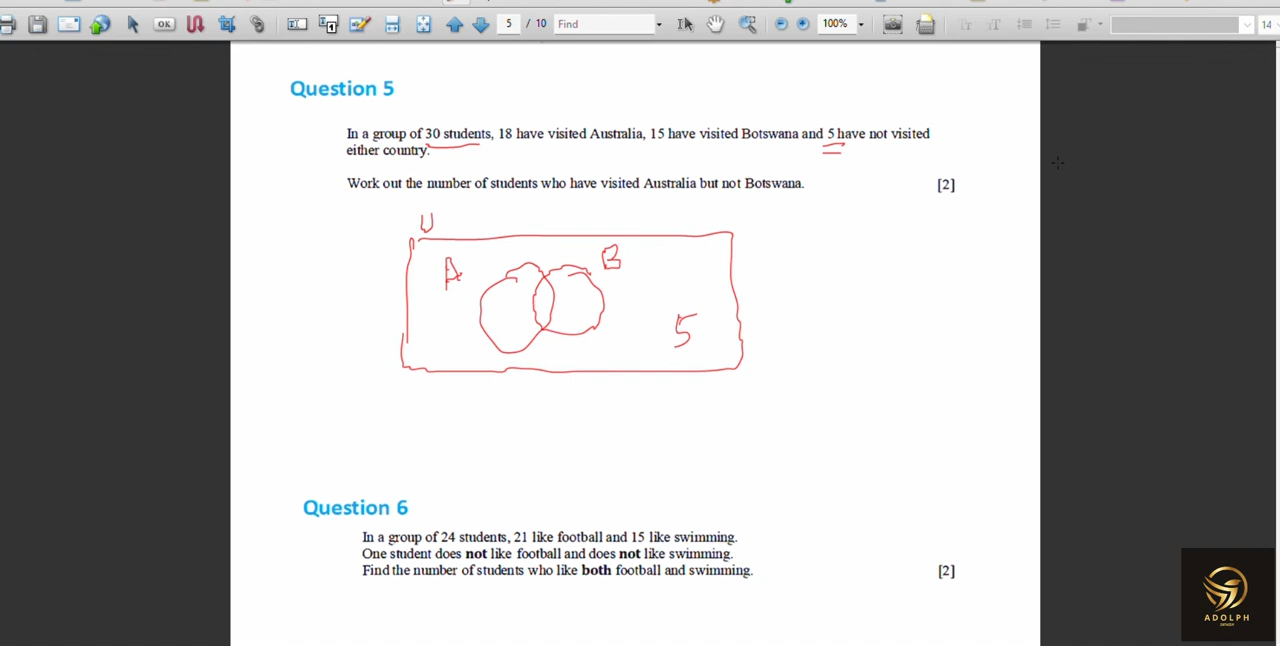 OK
5 / 10 Find
100%
14
Question 5
In a group of 30 students, 18 have visited Australia, 15 have visited Botswana and 5 have not visited
either country.
Work out the number of students who have visited Australia but not Botswana. [2]
U
A
B
5
Question 6
In a group of 24 students, 21 like football and 15 like swimming.
One student does not like football and does not like swimming.
Find the number of students who like both football and swimming. [2]
ADOLPH